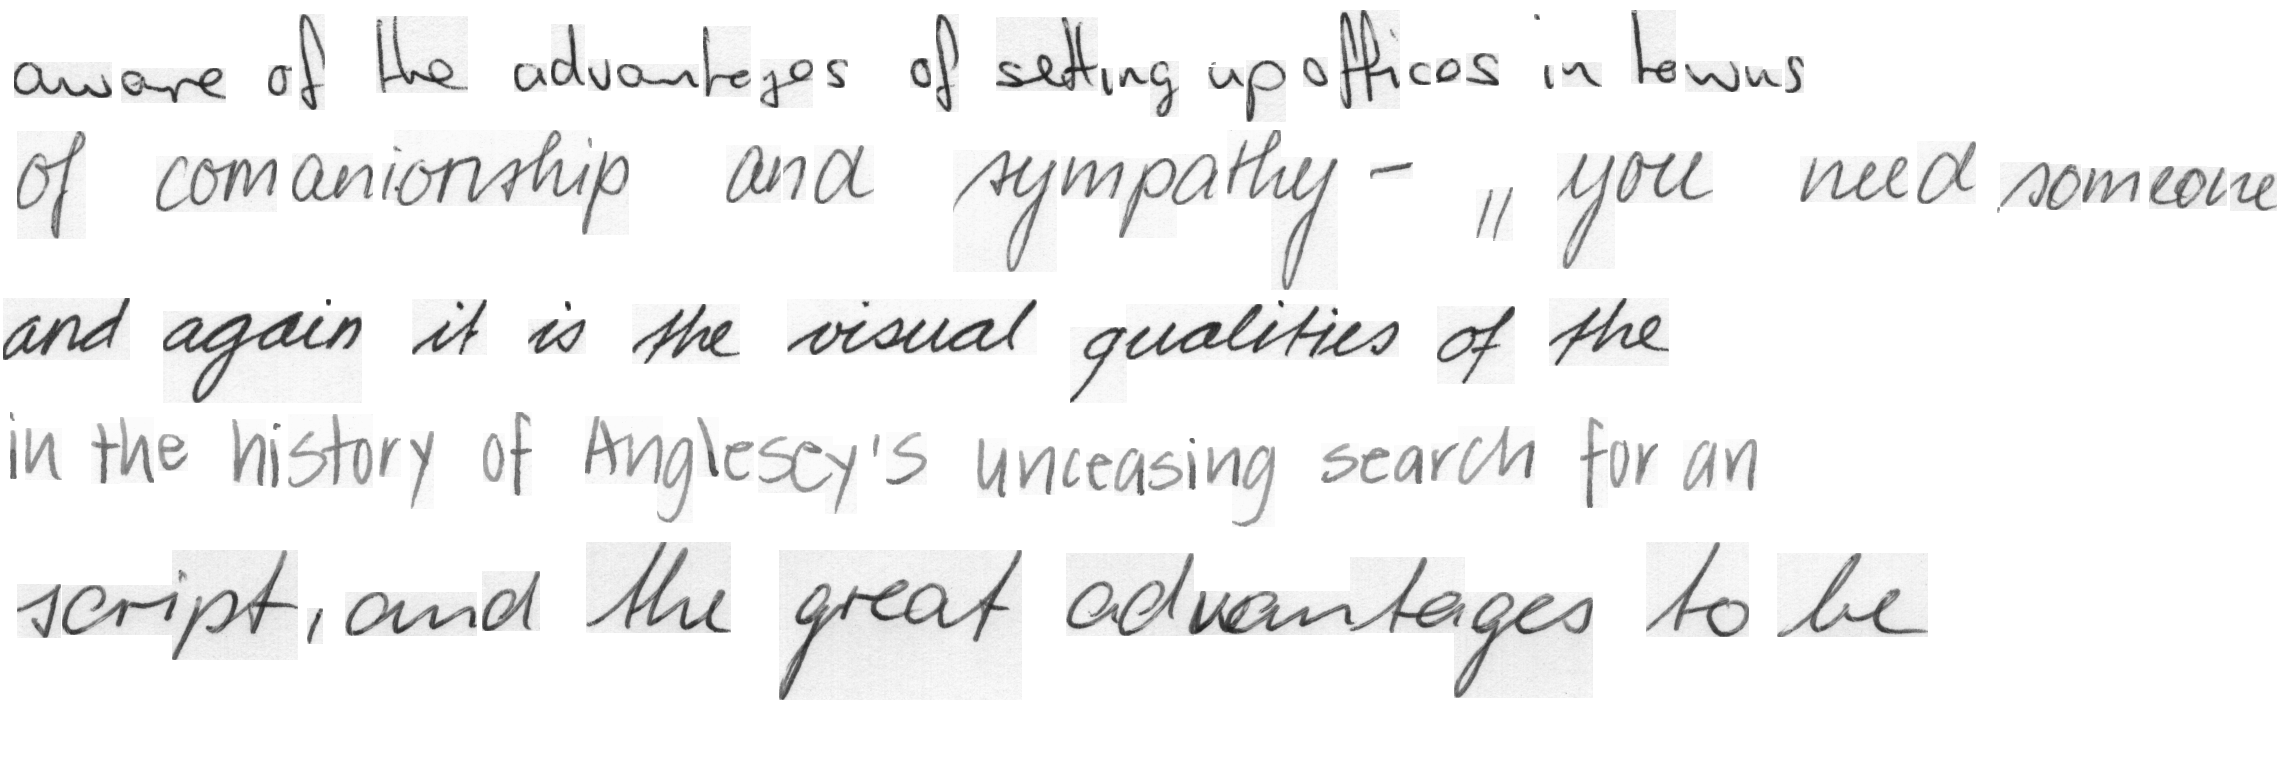 aware of the advantages of setting up offices in towns
of comanionship and sympathy - „ you need someone
and again it is the visual qualities of the
in the history of Anglesey's unceasing search for an
script, and the great advantages to be